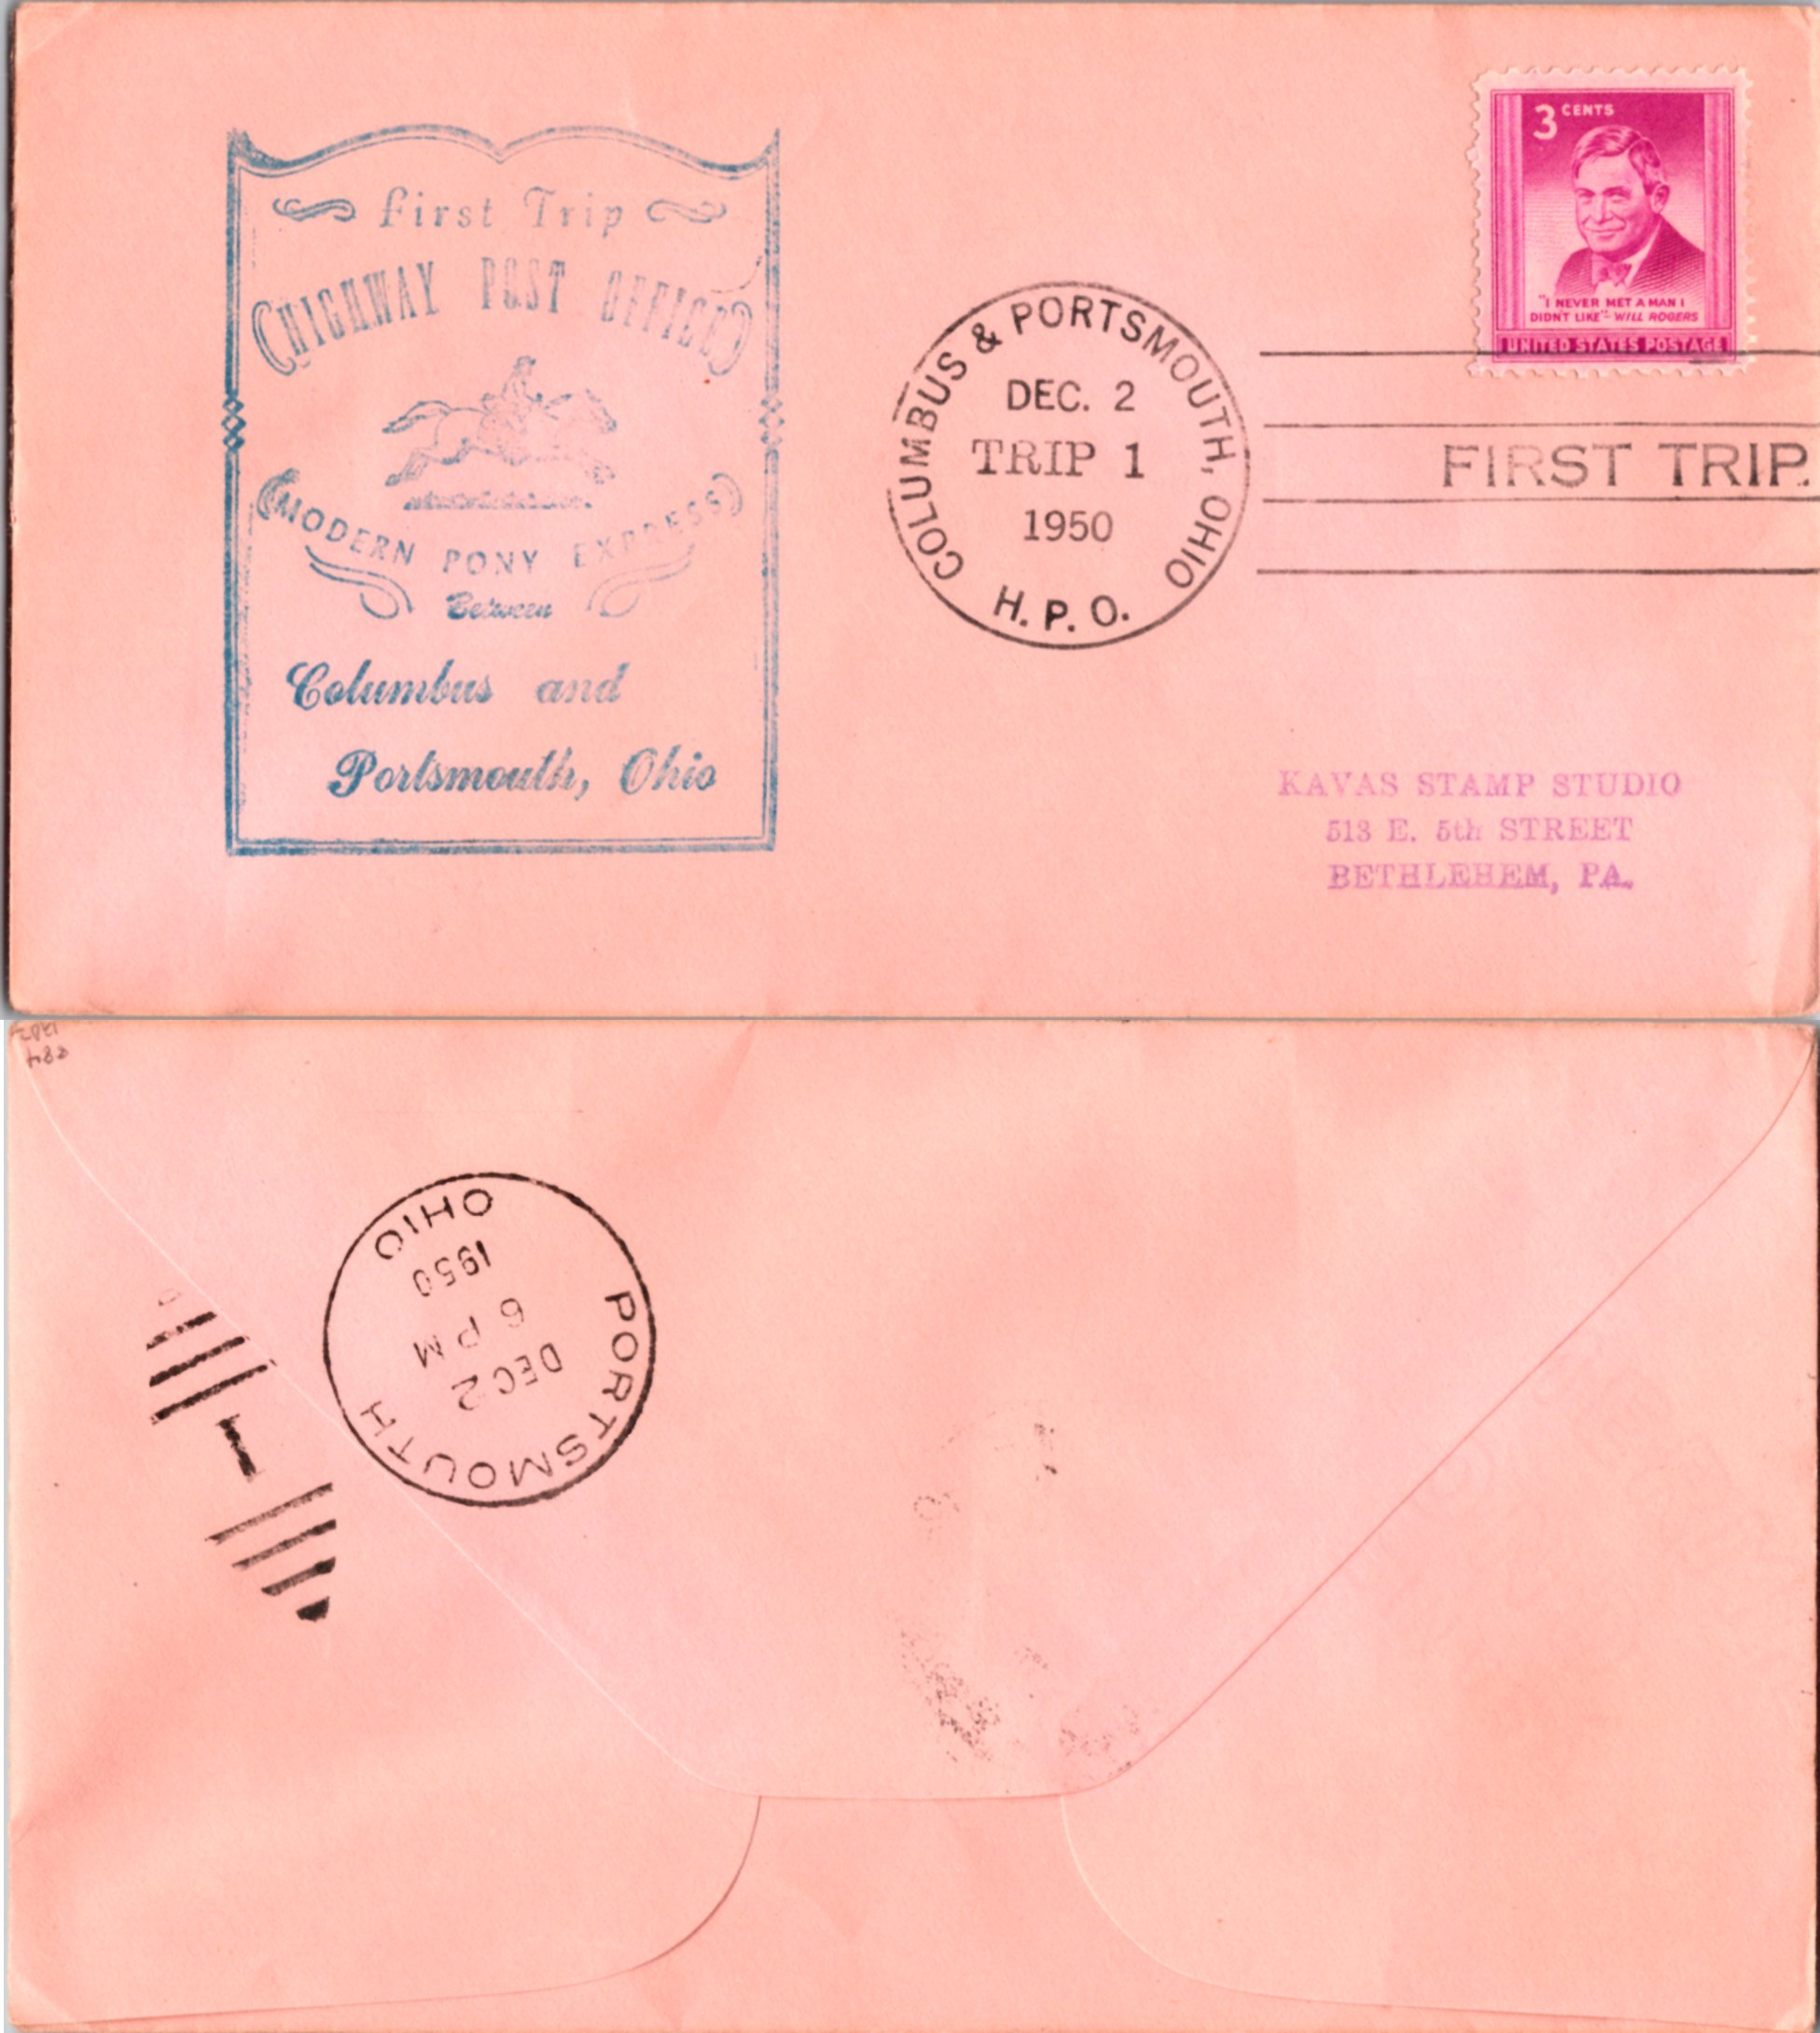 First Trip
HIGHWAY POST OFFICE
MODERN PONY EXPRESS
Between
Columbus and
Portsmouth, Ohio
COLUMBUS & PORTSMOUTH, OHIO
DEC. 2
TRIP 1
1950
H. P. O.
3 CENTS
"I NEVER MET A MAN I
DIDN'T LIKE" - WILL ROGERS
UNITED STATES POSTAGE
FIRST TRIP.
KAVAS STAMP STUDIO
513 E. 5th STREET
BETHLEHEM, PA.
PORTSMOUTH
DEC 2
6 PM
1950
OHIO
1